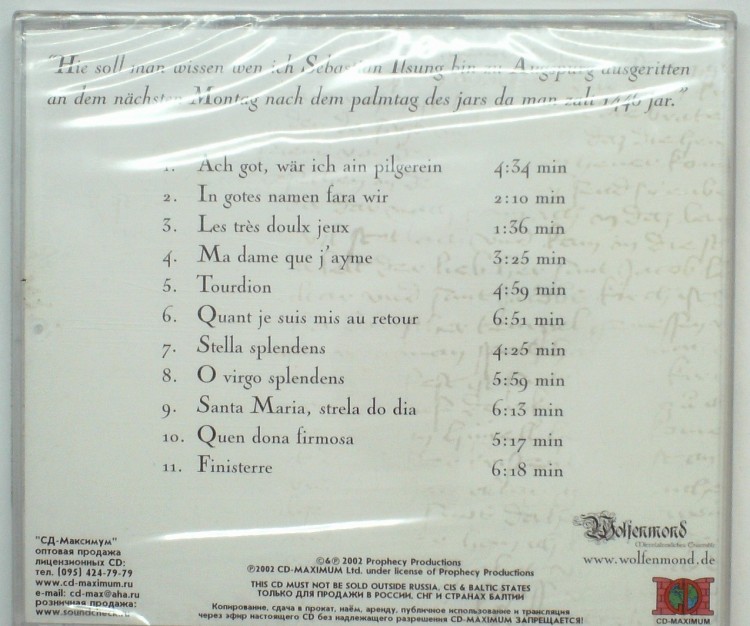 "Hie soll man wissen wen ich Sebastian Ilsung bin zu Augspurg ausgeritten
an dem nächsten Montag nach dem palmtag des jars da man zalt 1446 jar."
1. Ach got, wär ich ain pilgerein 4:34 min
2. In gotes namen fara wir 2:10 min
3. Les très doulx jeux 1:36 min
4. Ma dame que j'ayme 3:25 min
5. Tourdion 4:59 min
6. Quant je suis mis au retour 6:51 min
7. Stella splendens 4:25 min
8. O virgo splendens 5:59 min
9. Santa Maria, strela do dia 6:13 min
10. Quen dona firmosa 5:17 min
11. Finisterre 6:18 min
Wolfenmond
www.wolfenmond.de
"СД-Максимум"
оптовая продажа
лицензионных CD:
тел. (095) 424-79-79
www.cd-maximum.ru
e-mail: cd-max@aha.ru
розничная продажа:
www.soundcheck.ru
©&℗ 2002 Prophecy Productions
℗2002 CD-MAXIMUM Ltd. under license of Prophecy Productions
THIS CD MUST NOT BE SOLD OUTSIDE RUSSIA, CIS & BALTIC STATES
ТОЛЬКО ДЛЯ ПРОДАЖИ В РОССИИ, СНГ И СТРАНАХ БАЛТИИ
Копирование, сдача в прокат, наём, аренду, публичное использование и трансляция
через эфир настоящего CD без надлежащего разрешения CD-MAXIMUM ЗАПРЕЩАЕТСЯ!
CD-MAXIMUM